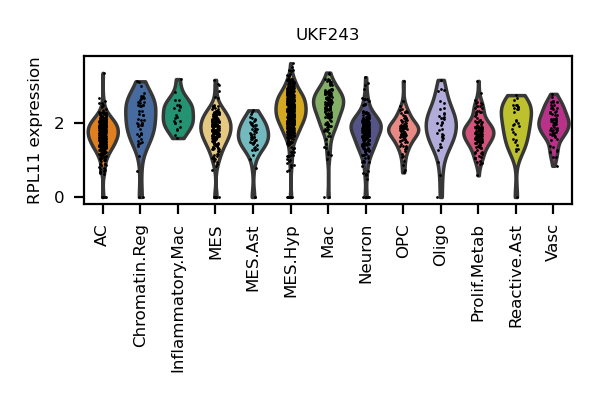 UKF243
RPL11 expression
2
0
AC
Chromatin.Reg
Inflammatory.Mac
MES
MES.Ast
MES.Hyp
Mac
Neuron
OPC
Oligo
Prolif.Metab
Reactive.Ast
Vasc